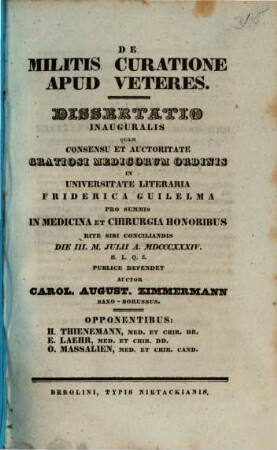 DE
MILITIS CURATIONE
APUD VETERES.
DISSERTATIO
INAUGURALIS
QUAM
CONSENSU ET AUCTORITATE
GRATIOSI MEDICORUM ORDINIS
IN
UNIVERSITATE LITERARIA
FRIDERICA GUILELMA
PRO SUMMIS
IN MEDICINA ET CHIRURGIA HONORIBUS
RITE SIBI CONCILIANDIS
DIE III. M. JULII A. MDCCCXXXIV.
H. L. Q. S.
PUBLICE DEFENDET
AUCTOR
CAROL. AUGUST. ZIMMERMANN
SAXO-BORUSSUS.
OPPONENTIBUS:
H. THIENEMANN, MED. ET CHIR. DR.
E. LAEHR, MED. ET CHIR. DD.
O. MASSALIEN, MED. ET CHIR. CAND.
BEROLINI, TYPIS NIETACKIANIS.